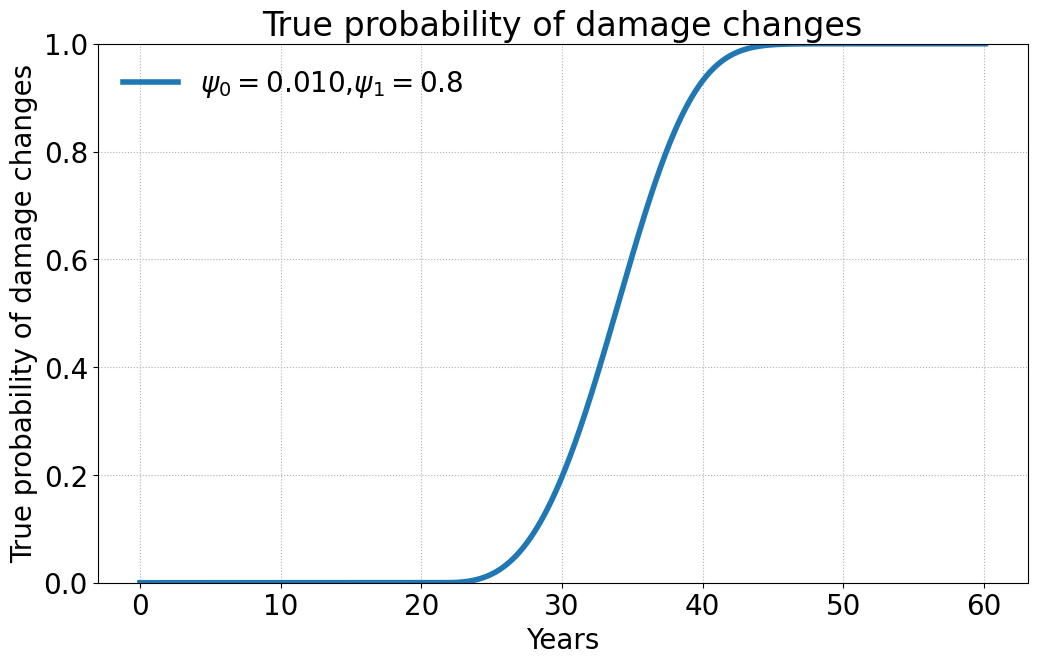 True probability of damage changes
ψ₀ = 0.010,ψ₁ = 0.8
True probability of damage changes
1.0
0.8
0.6
0.4
0.2
0.0
0 10 20 30 40 50 60
Years